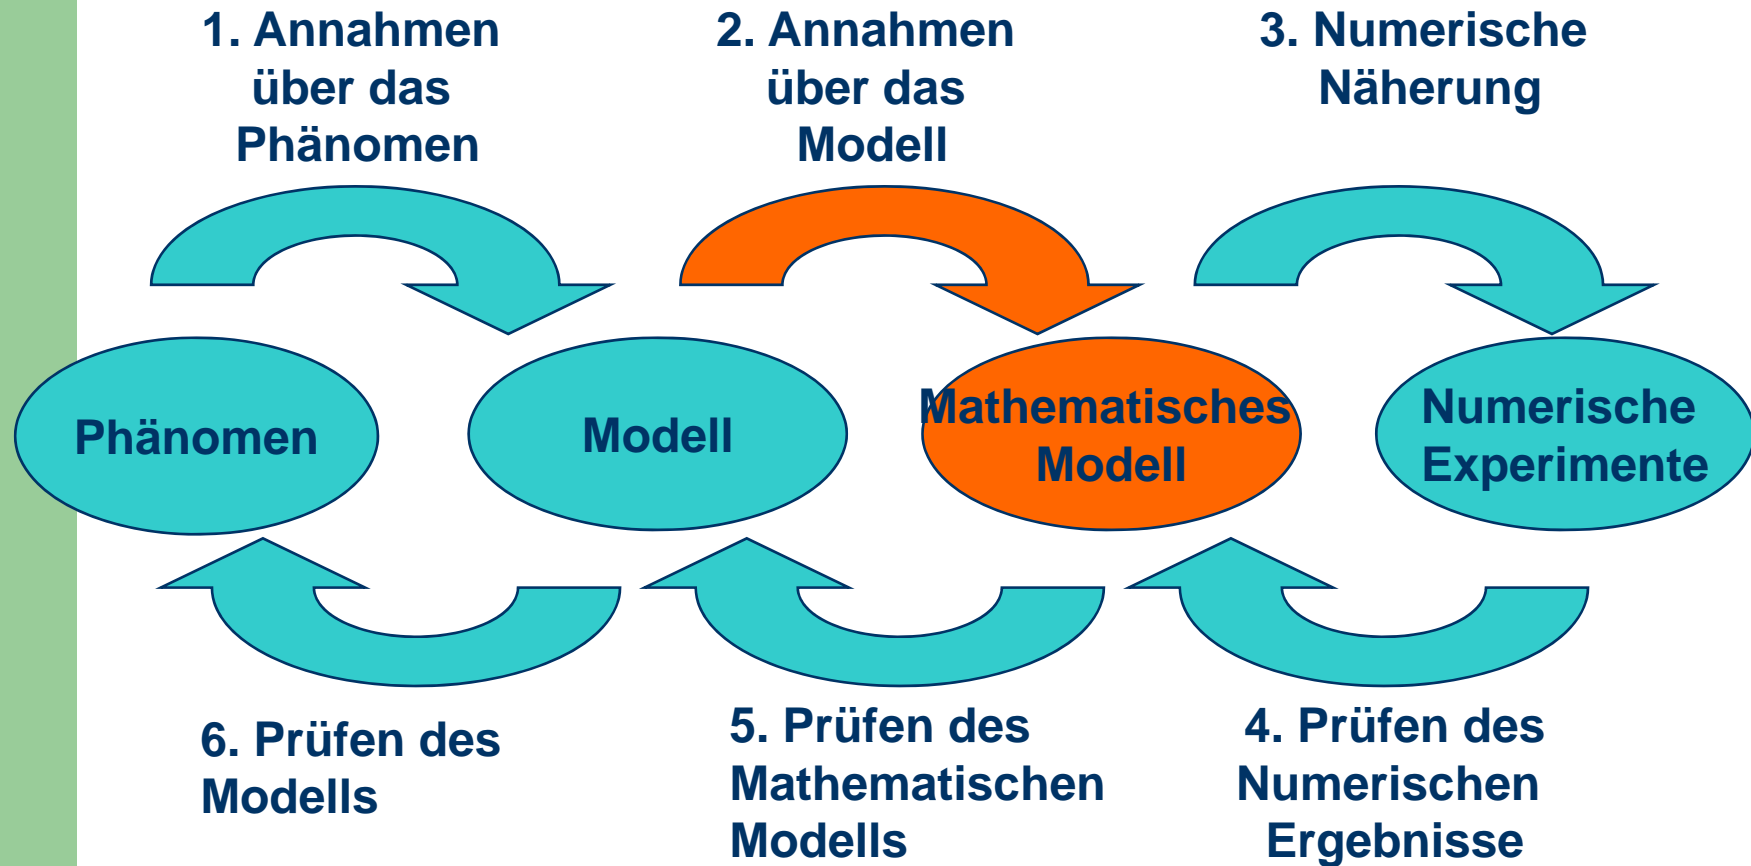 1. Annahmen
über das
Phänomen
2. Annahmen
über das
Modell
3. Numerische
Näherung
Phänomen
Modell
Mathematisches
Modell
Numerische
Experimente
6. Prüfen des
Modells
5. Prüfen des
Mathematischen
Modells
4. Prüfen des
Numerischen
Ergebnisse